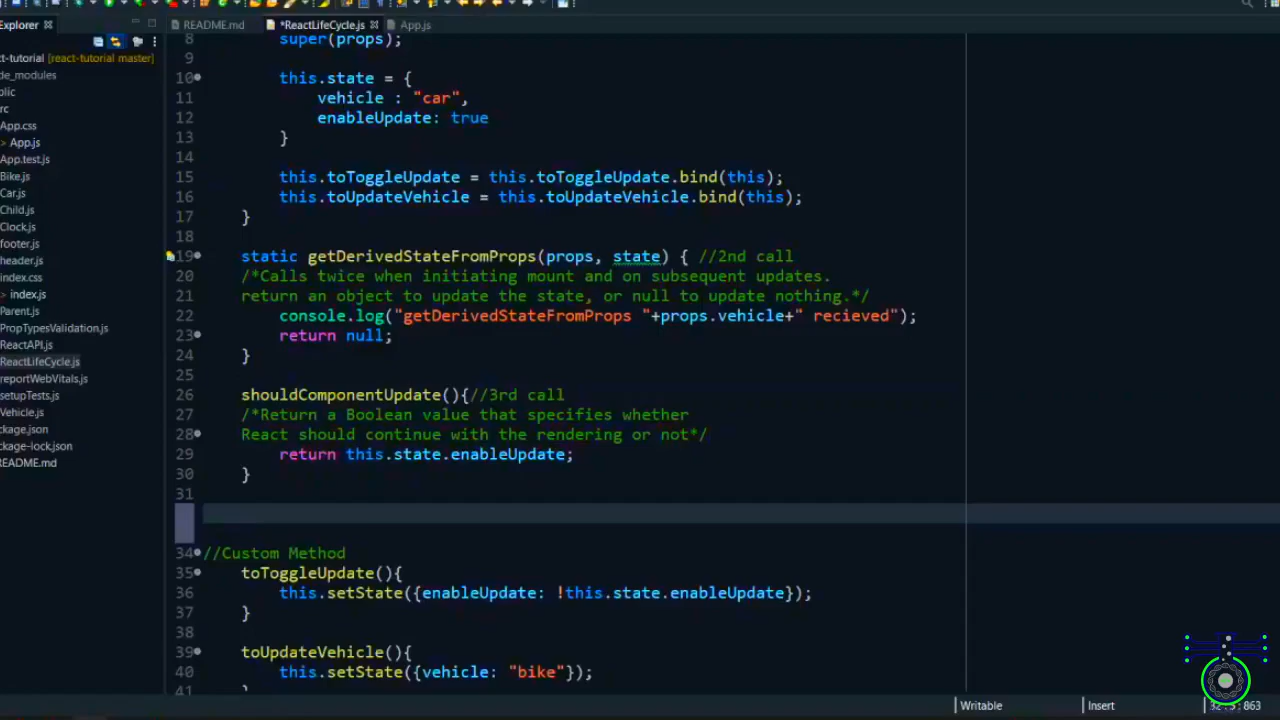 Explorer
README.md
*ReactLifeCycle.js
App.js
ct-tutorial [react-tutorial master]
de_modules
blic
rc
App.css
> App.js
App.test.js
Bike.js
Car.js
Child.js
Clock.js
footer.js
header.js
index.css
> index.js
Parent.js
PropTypesValidation.js
ReactAPI.js
ReactLifeCycle.js
reportWebVitals.js
setupTests.js
Vehicle.js
ckage.json
ckage-lock.json
README.md
8 super(props);
9
10 this.state = {
11 vehicle : "car",
12 enableUpdate: true
13 }
14
15 this.toToggleUpdate = this.toToggleUpdate.bind(this);
16 this.toUpdateVehicle = this.toUpdateVehicle.bind(this);
17 }
18
19 static getDerivedStateFromProps(props, state) { //2nd call
20 /*Calls twice when initiating mount and on subsequent updates.
21 return an object to update the state, or null to update nothing.*/
22 console.log("getDerivedStateFromProps "+props.vehicle+" recieved");
23 return null;
24 }
25
26 shouldComponentUpdate(){//3rd call
27 /*Return a Boolean value that specifies whether
28 React should continue with the rendering or not*/
29 return this.state.enableUpdate;
30 }
31
34 //Custom Method
35 toToggleUpdate(){
36 this.setState({enableUpdate: !this.state.enableUpdate});
37 }
38
39 toUpdateVehicle(){
40 this.setState({vehicle: "bike"});
41 }
Writable
Insert
863